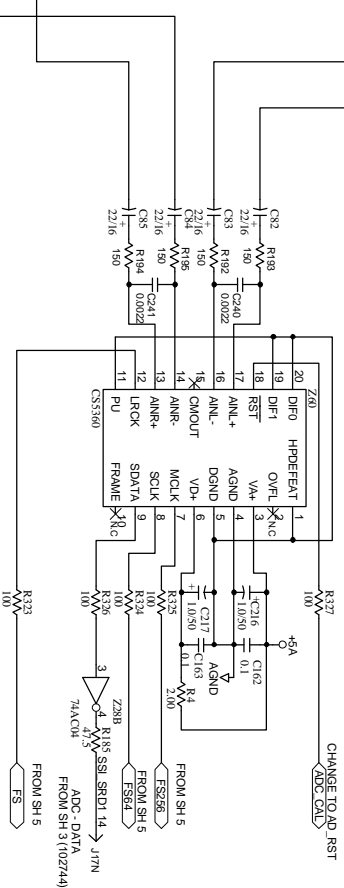 C85
22/16
+
C84
22/16
+
C83
22/16
+
C82
22/16
+
R194
150
R195
150
R192
150
R193
150
C241
0.0022
C240
0.0022
Z60
CS5360
11
PU
12
LRCK
13
AINR+
14
AINR-
15
CMOUT
16
AINL-
17
AINL+
18
RST
19
DIF1
20
DIF0
HPDEFEAT
1
OVFL
2
N.C
VA+
3
AGND
4
DGND
5
VD+
6
MCLK
7
SCLK
8
SDATA
9
FRAME
10
N.C
C217
1.0/50
+
C216
1.0/50
+
C163
0.1
C162
0.1
AGND
+5A
R4
2.00
R327
100
CHANGE TO AD_RST
ADC_CAL
R325
100
FROM SH 5
FS256
R324
100
FROM SH 5
FS64
R326
100
3
Z28B
4
74AC04
R185
47.5
SSI_SRD1 14
J17N
ADC - DATA
FROM SH 3 (102744)
R323
100
FROM SH 5
FS